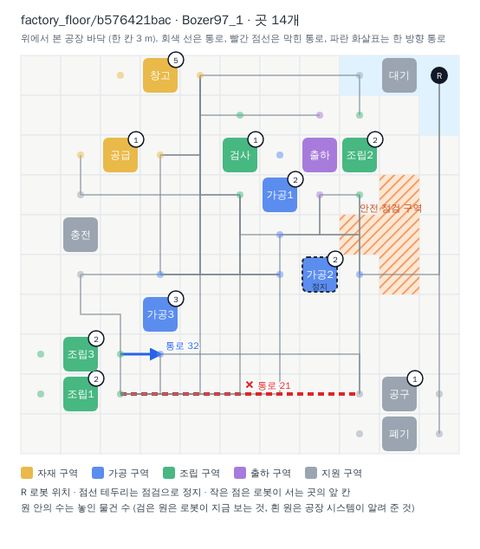 factory_floor/b576421bac · Bozer97_1 · 곳 14개
위에서 본 공장 바닥 (한 칸 3 m). 회색 선은 통로, 빨간 점선은 막힌 통로, 파란 화살표는 한 방향 통로
창고 5
대기
R
공급 1
검사 1
출하
조립2 2
가공1 2
안전 점검 구역
충전
가공2 2
정지
가공3 3
통로 32
조립3 2
조립1 2
× 통로 21
공구 1
폐기
자재 구역 가공 구역 조립 구역 출하 구역 지원 구역
R 로봇 위치 · 점선 테두리는 점검으로 정지 · 작은 점은 로봇이 서는 곳의 앞 칸
원 안의 수는 놓인 물건 수 (검은 원은 로봇이 지금 보는 것, 흰 원은 공장 시스템이 알려 준 것)